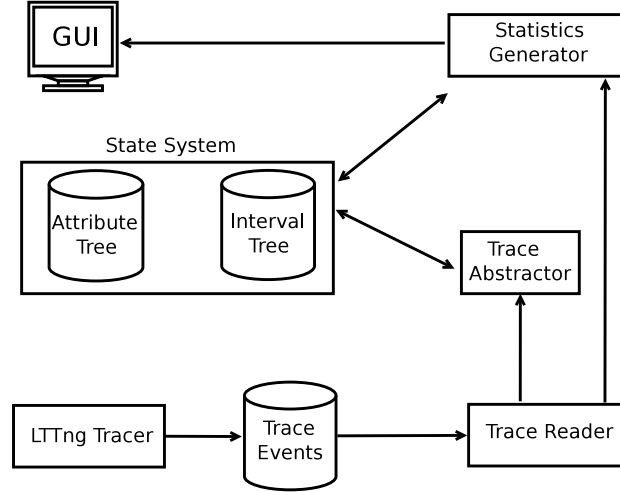 GUI
Statistics
Generator
State System
Attribute
Tree
Interval
Tree
Trace
Abstractor
LTTng Tracer
Trace
Events
Trace Reader